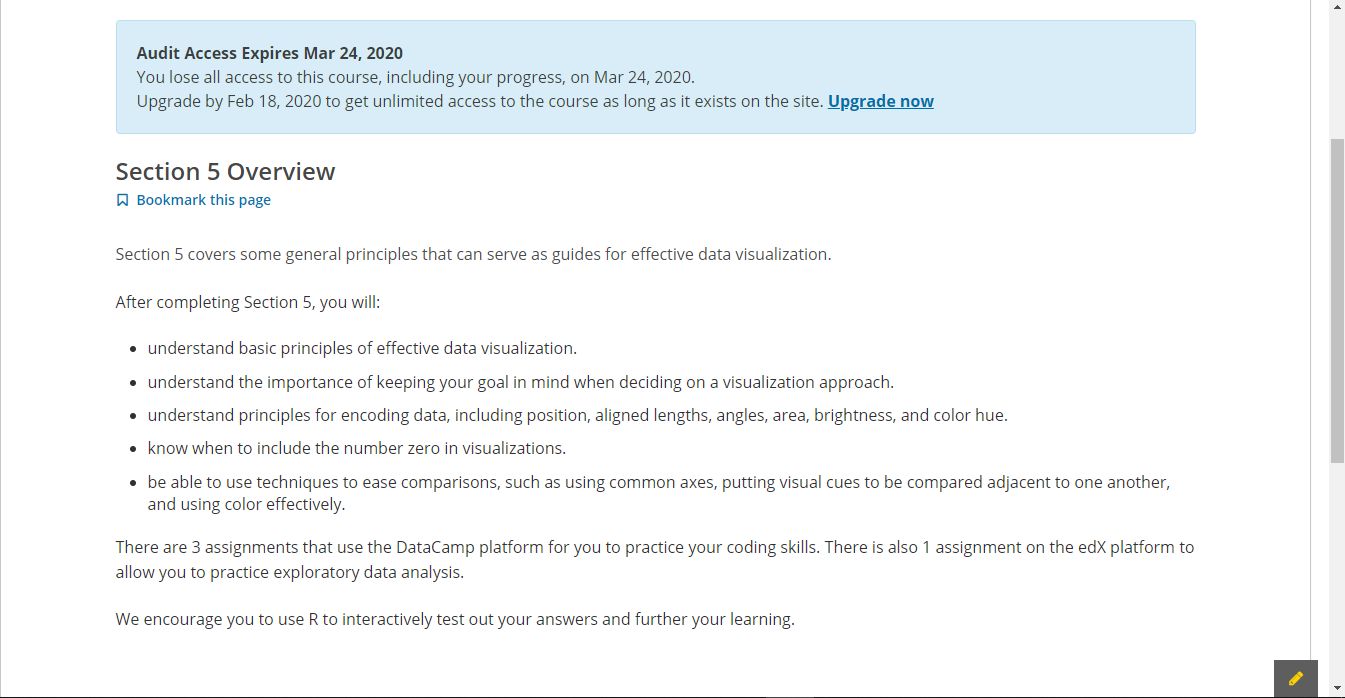 Audit Access Expires Mar 24, 2020
You lose all access to this course, including your progress, on Mar 24, 2020.
Upgrade by Feb 18, 2020 to get unlimited access to the course as long as it exists on the site. Upgrade now
Section 5 Overview
Bookmark this page
Section 5 covers some general principles that can serve as guides for effective data visualization.
After completing Section 5, you will:
• understand basic principles of effective data visualization.
• understand the importance of keeping your goal in mind when deciding on a visualization approach.
• understand principles for encoding data, including position, aligned lengths, angles, area, brightness, and color hue.
• know when to include the number zero in visualizations.
• be able to use techniques to ease comparisons, such as using common axes, putting visual cues to be compared adjacent to one another,
and using color effectively.
There are 3 assignments that use the DataCamp platform for you to practice your coding skills. There is also 1 assignment on the edX platform to
allow you to practice exploratory data analysis.
We encourage you to use R to interactively test out your answers and further your learning.